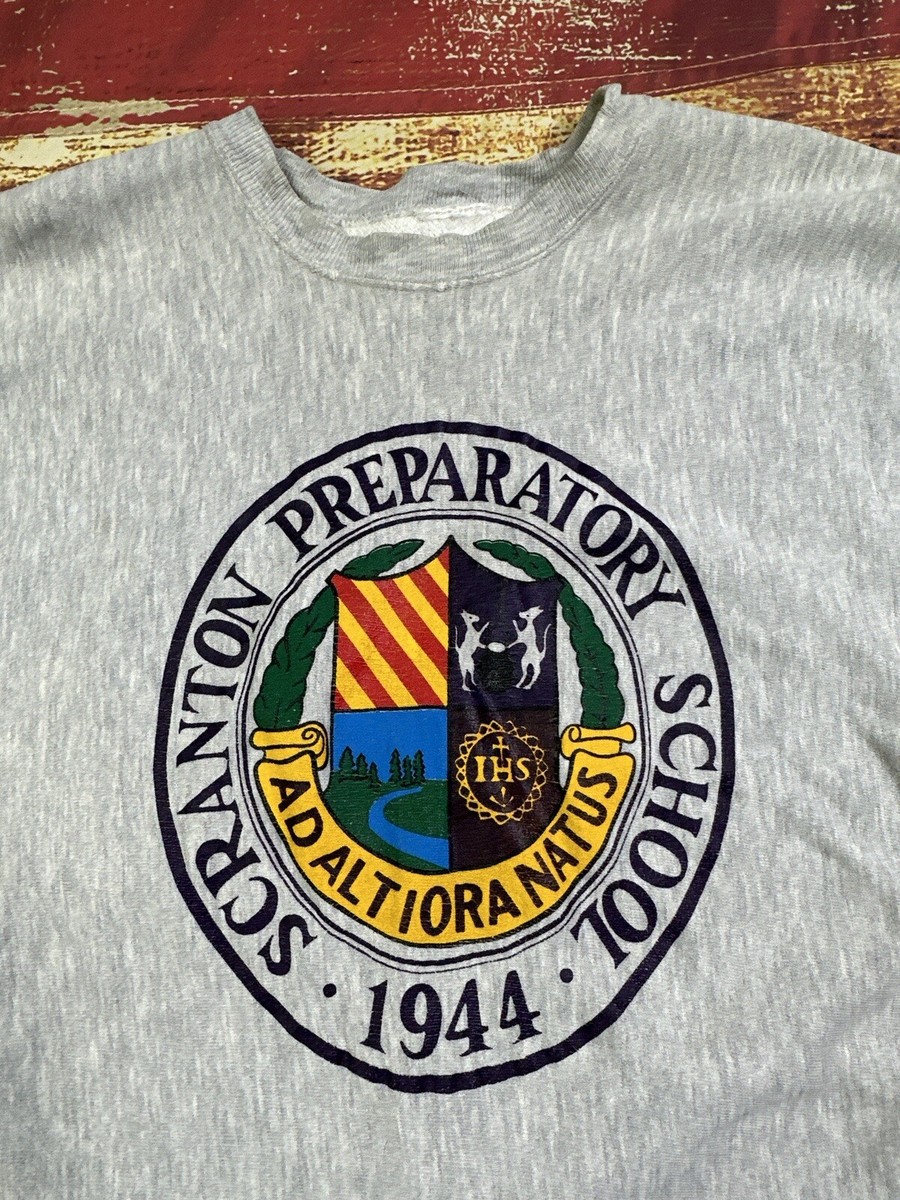 SCRANTON PREPARATORY SCHOOL
IHS
AD ALTIORA NATUS
· 1944 ·